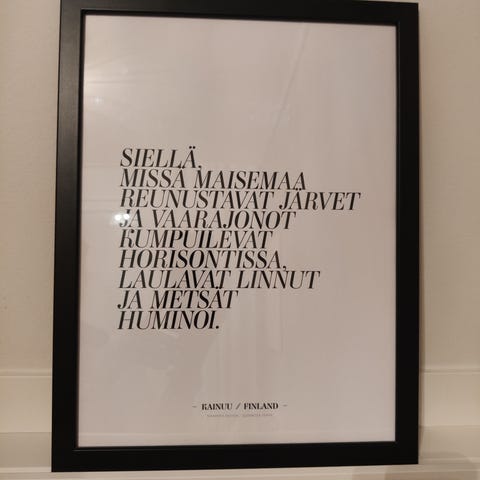 SIELLÄ,
MISSÄ MAISEMAA
REUNUSTAVAT JÄRVET
JA VAARAJONOT
KUMPUILEVAT
HORISONTISSA,
LAULAVAT LINNUT
JA METSÄT
HUMINOI.
– KAINUU / FINLAND –